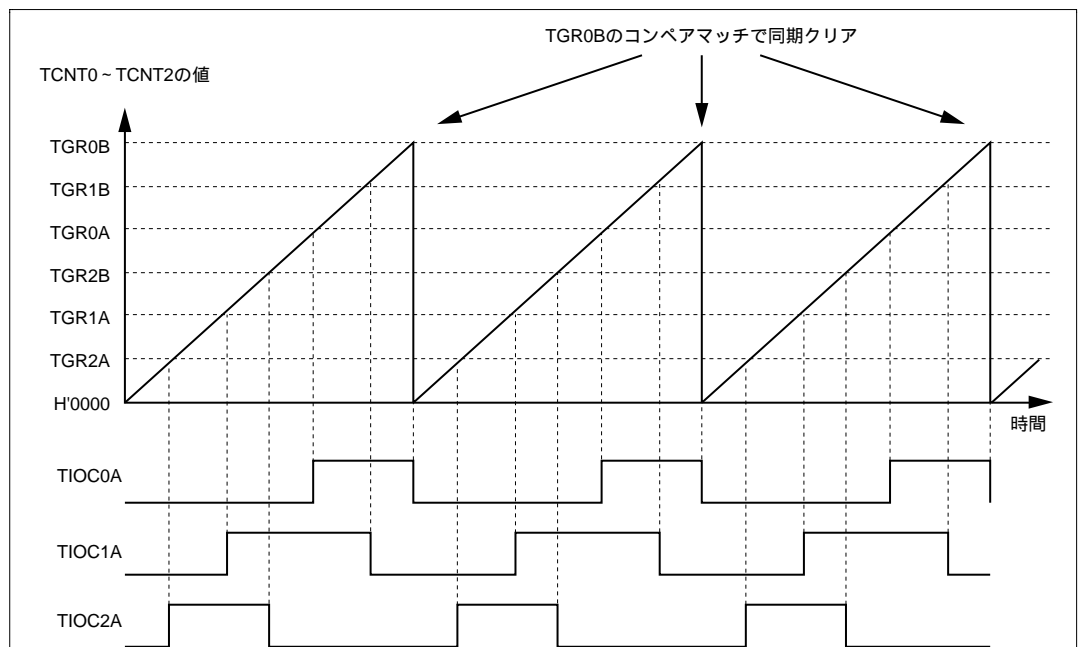 TGR0Bのコンペアマッチで同期クリア
TCNT0~TCNT2の値
TGR0B
TGR1B
TGR0A
TGR2B
TGR1A
TGR2A
H'0000
時間
TIOC0A
TIOC1A
TIOC2A